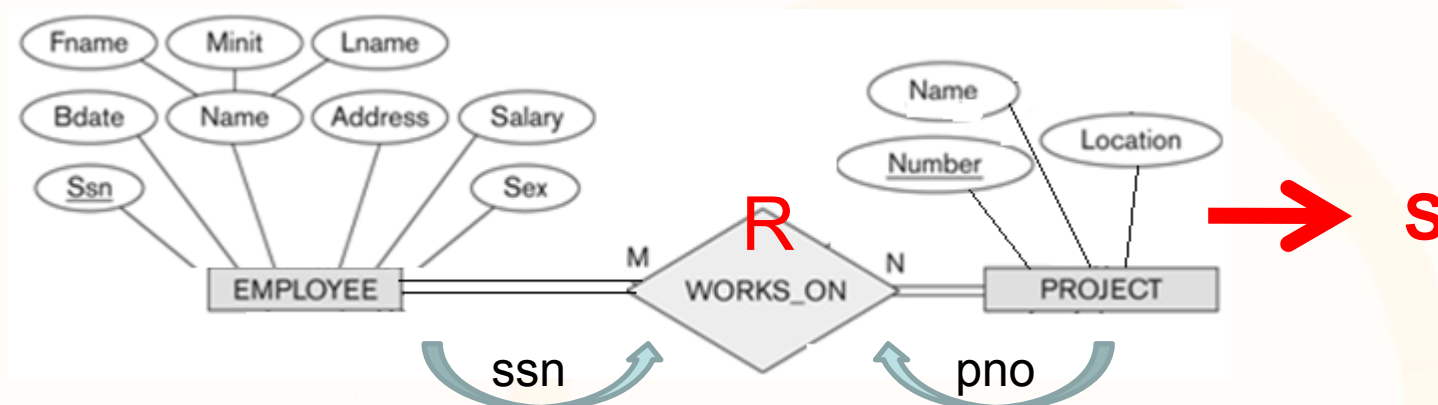 Fname Minit Lname
Name
Bdate Name Address Salary
Location
Number
Ssn Sex
R
S
M N
EMPLOYEE WORKS_ON PROJECT
ssn pno